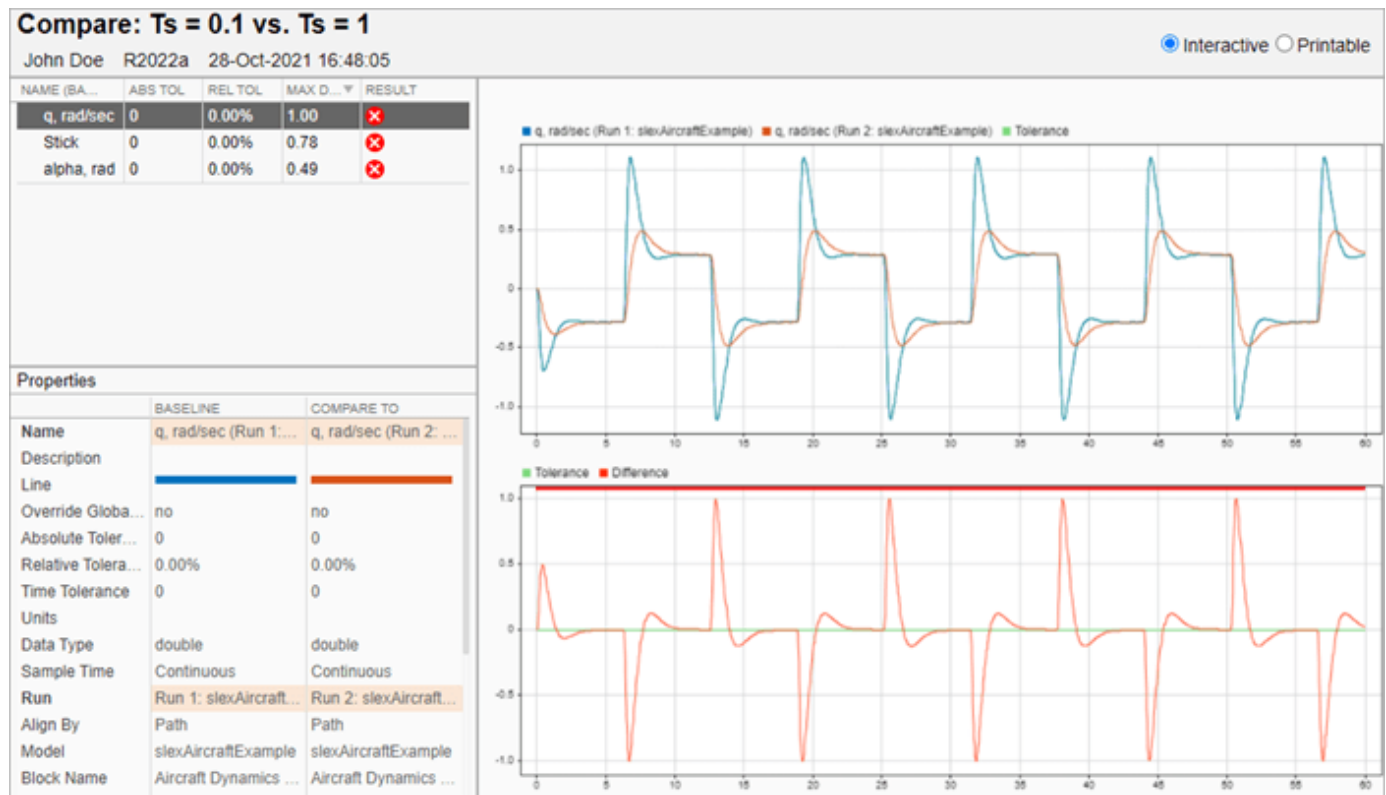 Compare: Ts = 0.1 vs. Ts = 1
John Doe R2022a 28-Oct-2021 16:48:05
Interactive Printable
NAME (BA... ABS TOL REL TOL MAX D... RESULT
q, rad/sec 0 0.00% 1.00
Stick 0 0.00% 0.78
alpha, rad 0 0.00% 0.49
Properties
BASELINE COMPARE TO
Name q, rad/sec (Run 1:... q, rad/sec (Run 2: ...
Description
Line
Override Globa... no no
Absolute Toler... 0 0
Relative Tolera... 0.00% 0.00%
Time Tolerance 0 0
Units
Data Type double double
Sample Time Continuous Continuous
Run Run 1: slexAircraft... Run 2: slexAircraft...
Align By Path Path
Model slexAircraftExample slexAircraftExample
Block Name Aircraft Dynamics ... Aircraft Dynamics ...
q, rad/sec (Run 1: slexAircraftExample) q, rad/sec (Run 2: slexAircraftExample) Tolerance
1.0
0.5
0
-0.5
-1.0
0 5 10 15 20 25 30 35 40 45 50 55 60
Tolerance Difference
1.0
0.5
0
-0.5
-1.0
0 5 10 15 20 25 30 35 40 45 50 55 60